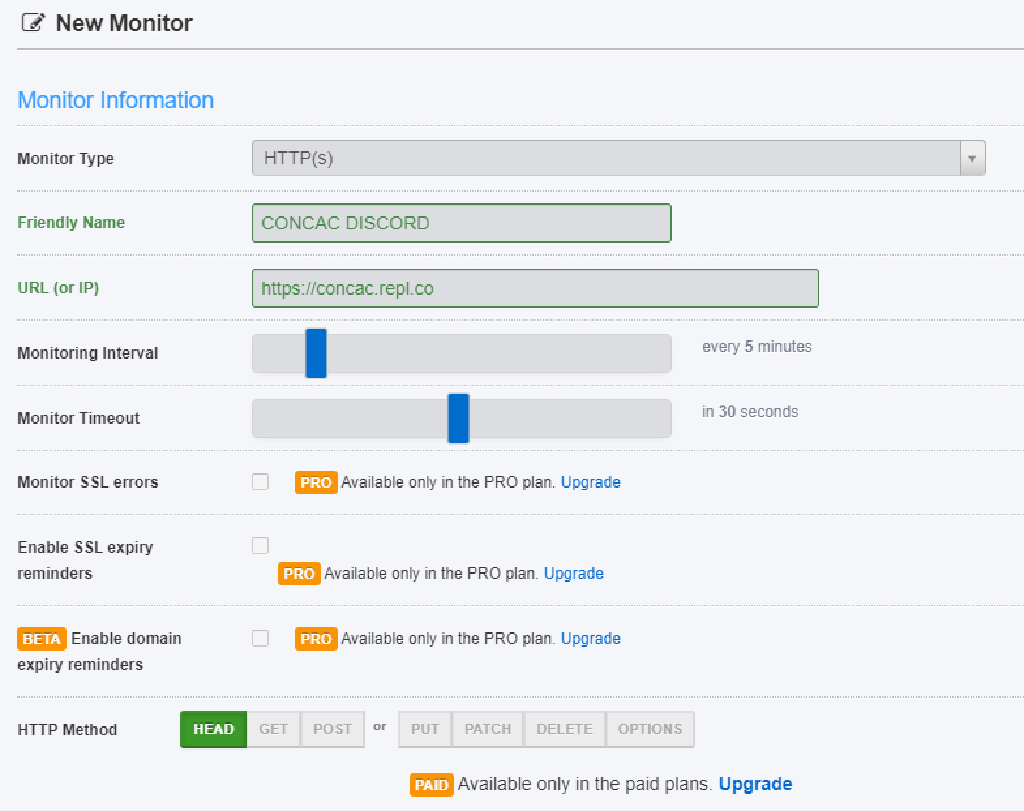 New Monitor
Monitor Information
Monitor Type HTTP(s)
Friendly Name CONCAC DISCORD
URL (or IP) https://concac.repl.co
Monitoring Interval every 5 minutes
Monitor Timeout in 30 seconds
Monitor SSL errors PRO Available only in the PRO plan. Upgrade
Enable SSL expiry
reminders
PRO Available only in the PRO plan. Upgrade
BETA Enable domain
expiry reminders
PRO Available only in the PRO plan. Upgrade
HTTP Method HEAD GET POST or PUT PATCH DELETE OPTIONS
PAID Available only in the paid plans. Upgrade